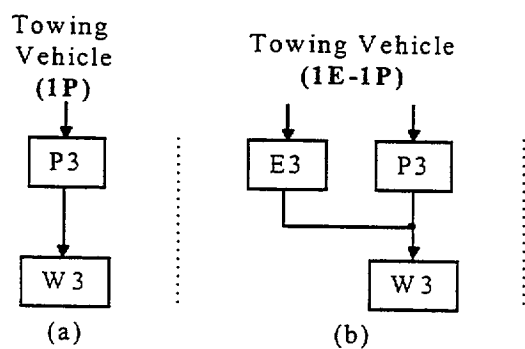 Towing
Vehicle
(1P)
P3
W3
(a)
Towing Vehicle
(1E-1P)
E3
P3
W3
(b)